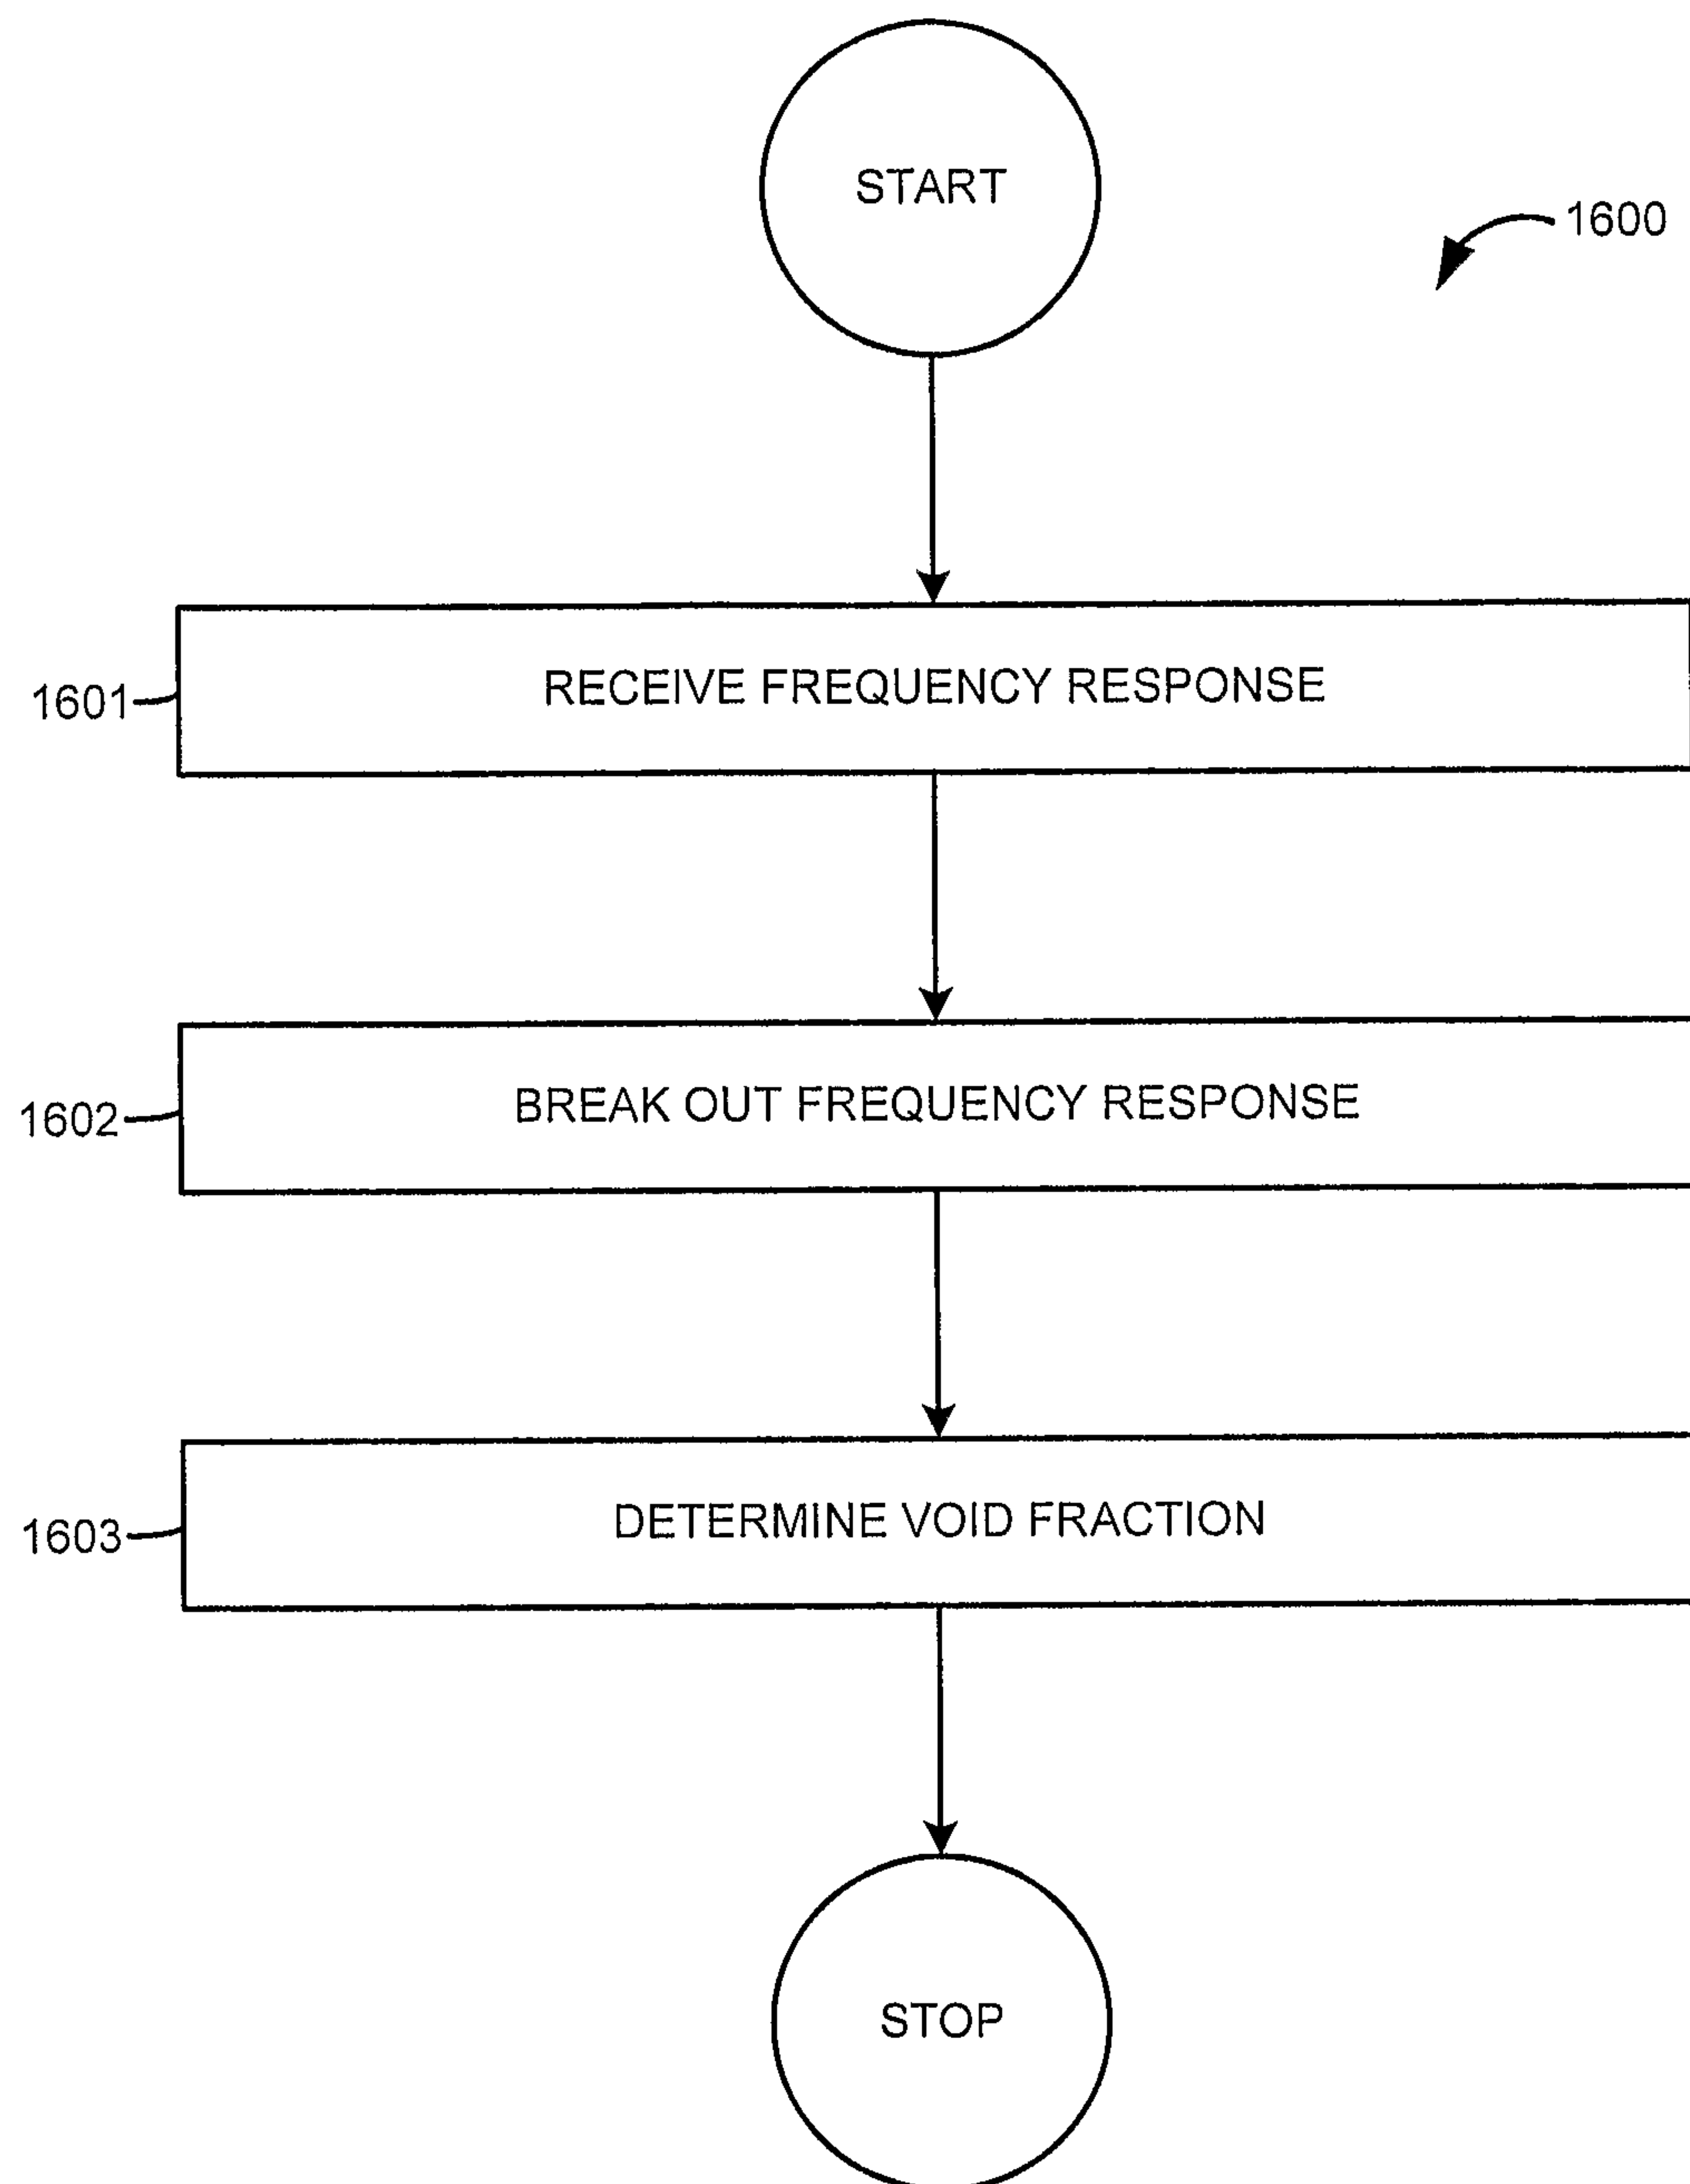 START
1600
1601
RECEIVE FREQUENCY RESPONSE
1602
BREAK OUT FREQUENCY RESPONSE
1603
DETERMINE VOID FRACTION
STOP